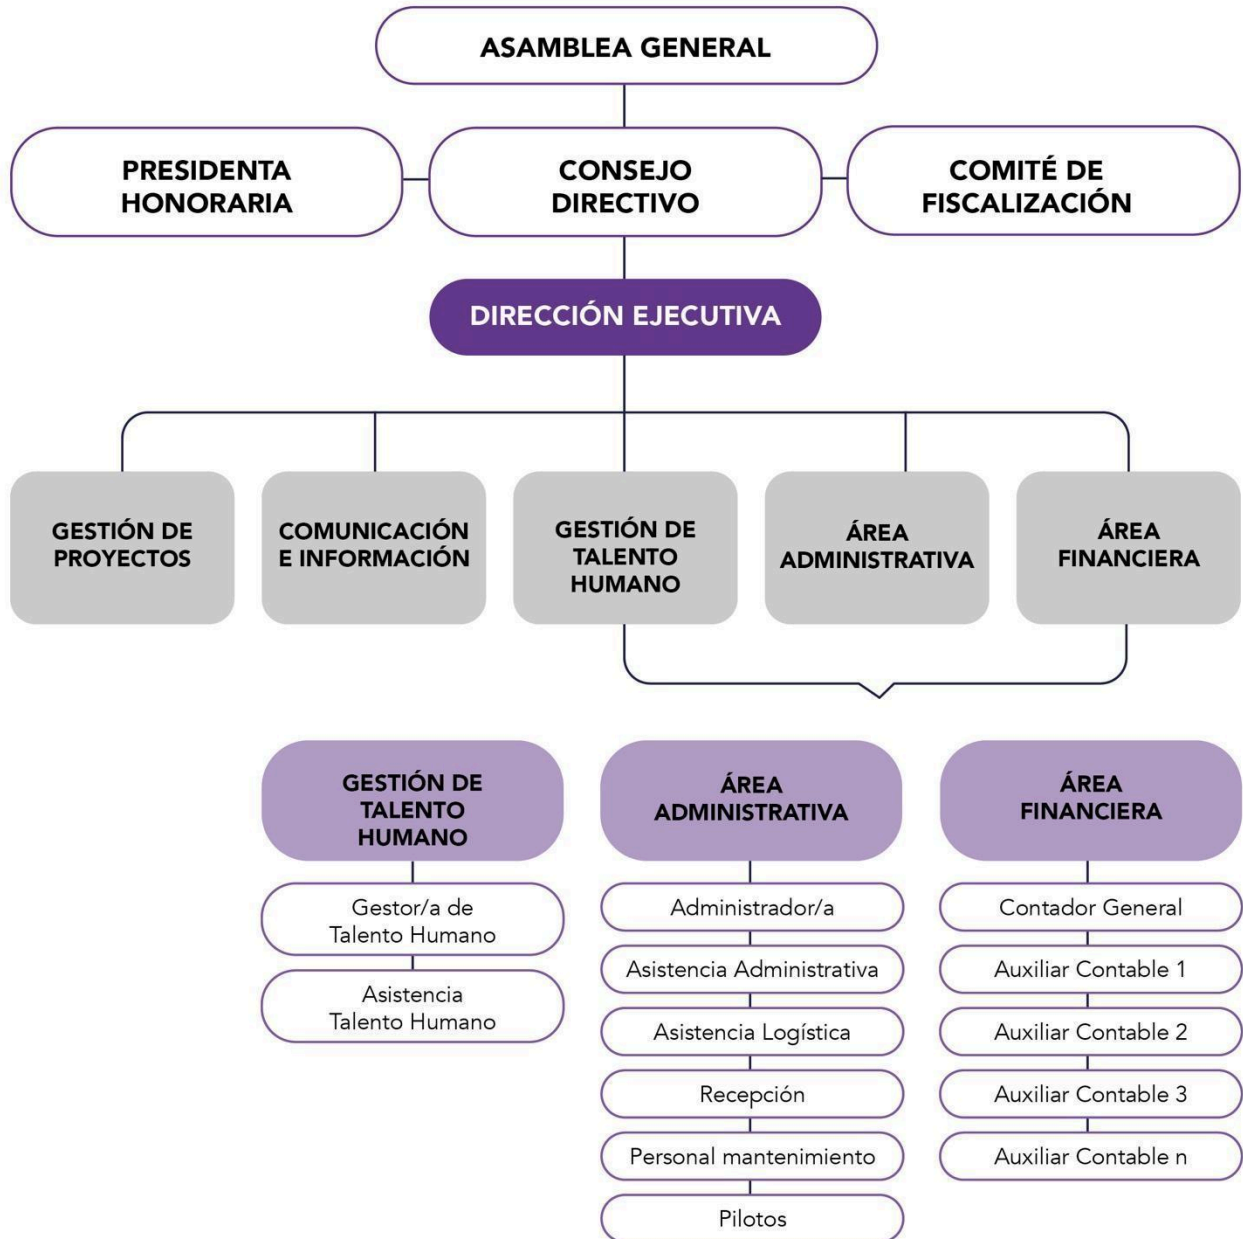 ASAMBLEA GENERAL
PRESIDENTA
HONORARIA
CONSEJO
DIRECTIVO
COMITÉ DE
FISCALIZACIÓN
DIRECCIÓN EJECUTIVA
GESTIÓN DE
PROYECTOS
COMUNICACIÓN
E INFORMACIÓN
GESTIÓN DE
TALENTO
HUMANO
ÁREA
ADMINISTRATIVA
ÁREA
FINANCIERA
GESTIÓN DE
TALENTO
HUMANO
Gestor/a de
Talento Humano
Asistencia
Talento Humano
ÁREA
ADMINISTRATIVA
Administrador/a
Asistencia Administrativa
Asistencia Logística
Recepción
Personal mantenimiento
Pilotos
ÁREA
FINANCIERA
Contador General
Auxiliar Contable 1
Auxiliar Contable 2
Auxiliar Contable 3
Auxiliar Contable n